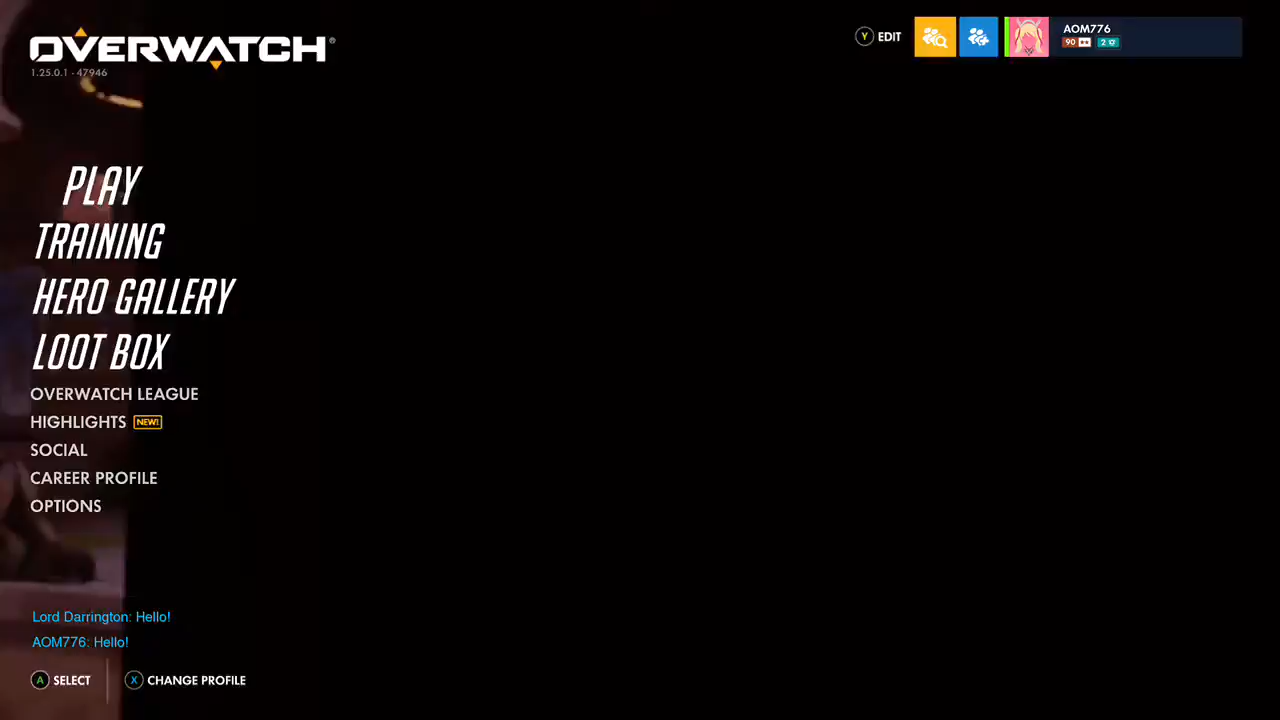 OVERWATCH®
1.25.0.1 - 47946
Y EDIT
AOM776
90
2
PLAY
TRAINING
HERO GALLERY
LOOT BOX
OVERWATCH LEAGUE
HIGHLIGHTS NEW!
SOCIAL
CAREER PROFILE
OPTIONS
Lord Darrington: Hello!
AOM776: Hello!
A SELECT
X CHANGE PROFILE